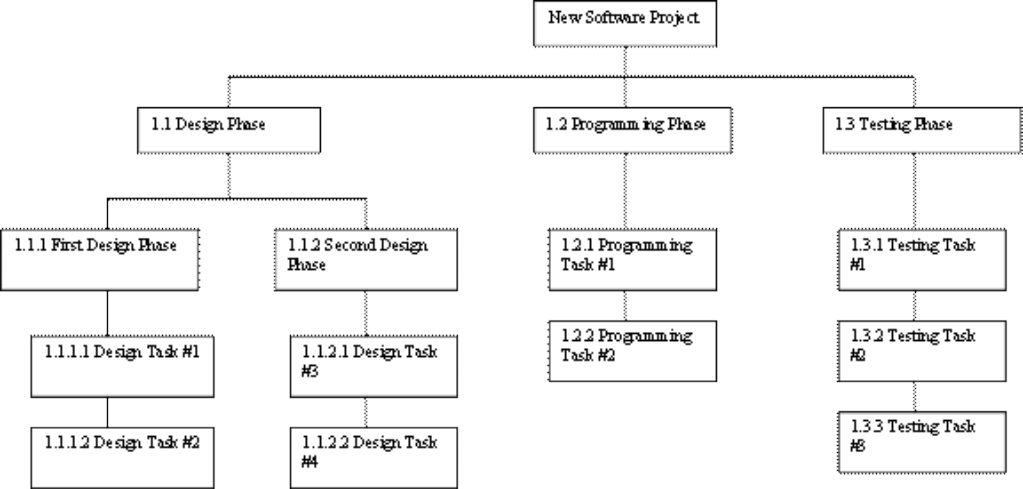 New Software Project
1.1 Design Phase
1.2 Programming Phase
1.3 Testing Phase
1.1.1 First Design Phase
1.1.2 Second Design
Phase
1.2.1 Programming
Task #1
1.3.1 Testing Task
#1
1.1.1.1 Design Task #1
1.1.2.1 Design Task
#3
1.2.2 Programming
Task #2
1.3.2 Testing Task
#2
1.1.1.2 Design Task #2
1.1.2.2 Design Task
#4
1.3.3 Testing Task
#3